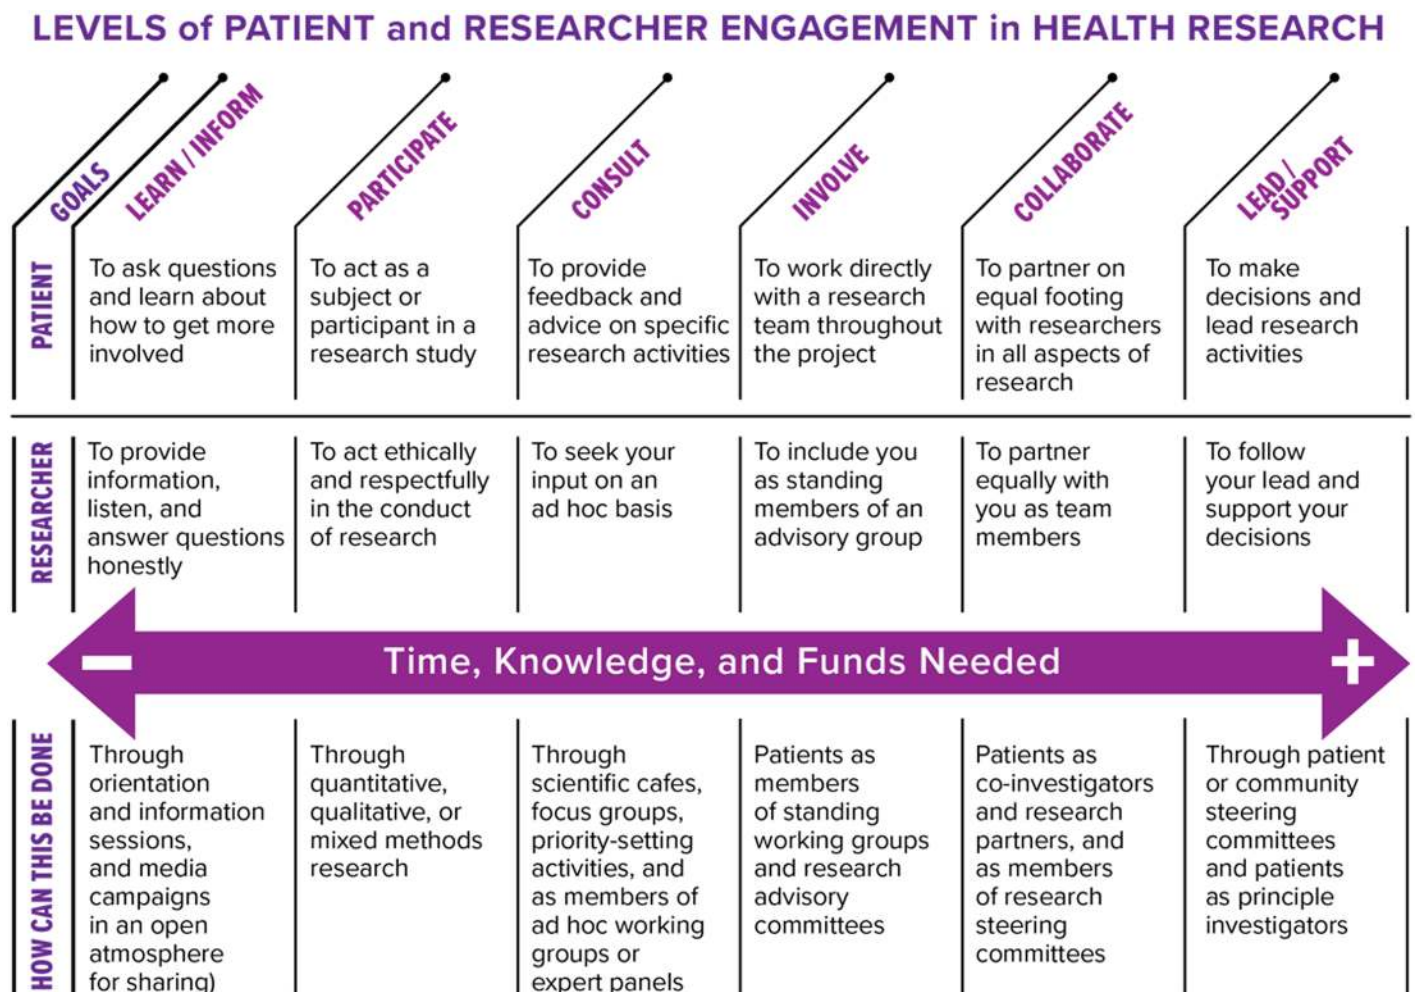 LEVELS of PATIENT and RESEARCHER ENGAGEMENT in HEALTH RESEARCH
GOALS
LEARN / INFORM
PARTICIPATE
CONSULT
INVOLVE
COLLABORATE
LEAD /
SUPPORT
PATIENT
To ask questions
and learn about
how to get more
involved
To act as a
subject or
participant in a
research study
To provide
feedback and
advice on specific
research activities
To work directly
with a research
team throughout
the project
To partner on
equal footing
with researchers
in all aspects of
research
To make
decisions and
lead research
activities
RESEARCHER
To provide
information,
listen, and
answer questions
honestly
To act ethically
and respectfully
in the conduct
of research
To seek your
input on an
ad hoc basis
To include you
as standing
members of an
advisory group
To partner
equally with
you as team
members
To follow
your lead and
support your
decisions
Time, Knowledge, and Funds Needed
HOW CAN THIS BE DONE
Through
orientation
and information
sessions,
and media
campaigns
in an open
atmosphere
for sharing)
Through
quantitative,
qualitative, or
mixed methods
research
Through
scientific cafes,
focus groups,
priority-setting
activities, and
as members of
ad hoc working
groups or
expert panels
Patients as
members
of standing
working groups
and research
advisory
committees
Patients as
co-investigators
and research
partners, and
as members
of research
steering
committees
Through patient
or community
steering
committees
and patients
as principle
investigators